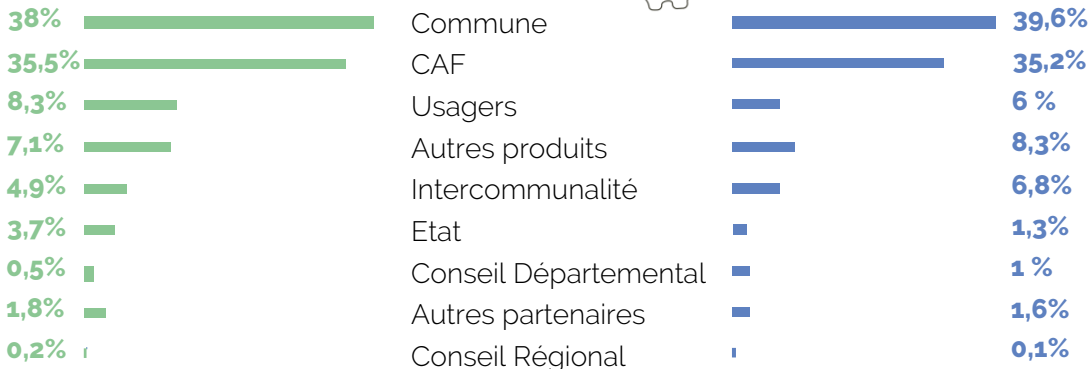 38% Commune 39,6%
35,5% CAF 35,2%
8,3% Usagers 6 %
7,1% Autres produits 8,3%
4,9% Intercommunalité 6,8%
3,7% Etat 1,3%
0,5% Conseil Départemental 1 %
1,8% Autres partenaires 1,6%
0,2% Conseil Régional 0,1%